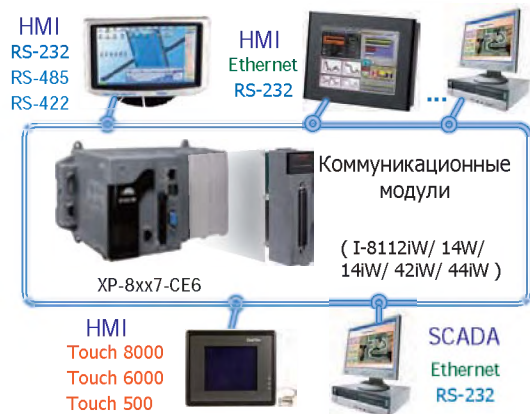 HMI
RS-232
RS-485
RS-422
HMI
Ethernet
RS-232
...
Коммуникационные
модули
( I-8112iW/ 14W/
14iW/ 42iW/ 44iW )
XP-8xx7-CE6
HMI
Touch 8000
Touch 6000
Touch 500
SCADA
Ethernet
RS-232